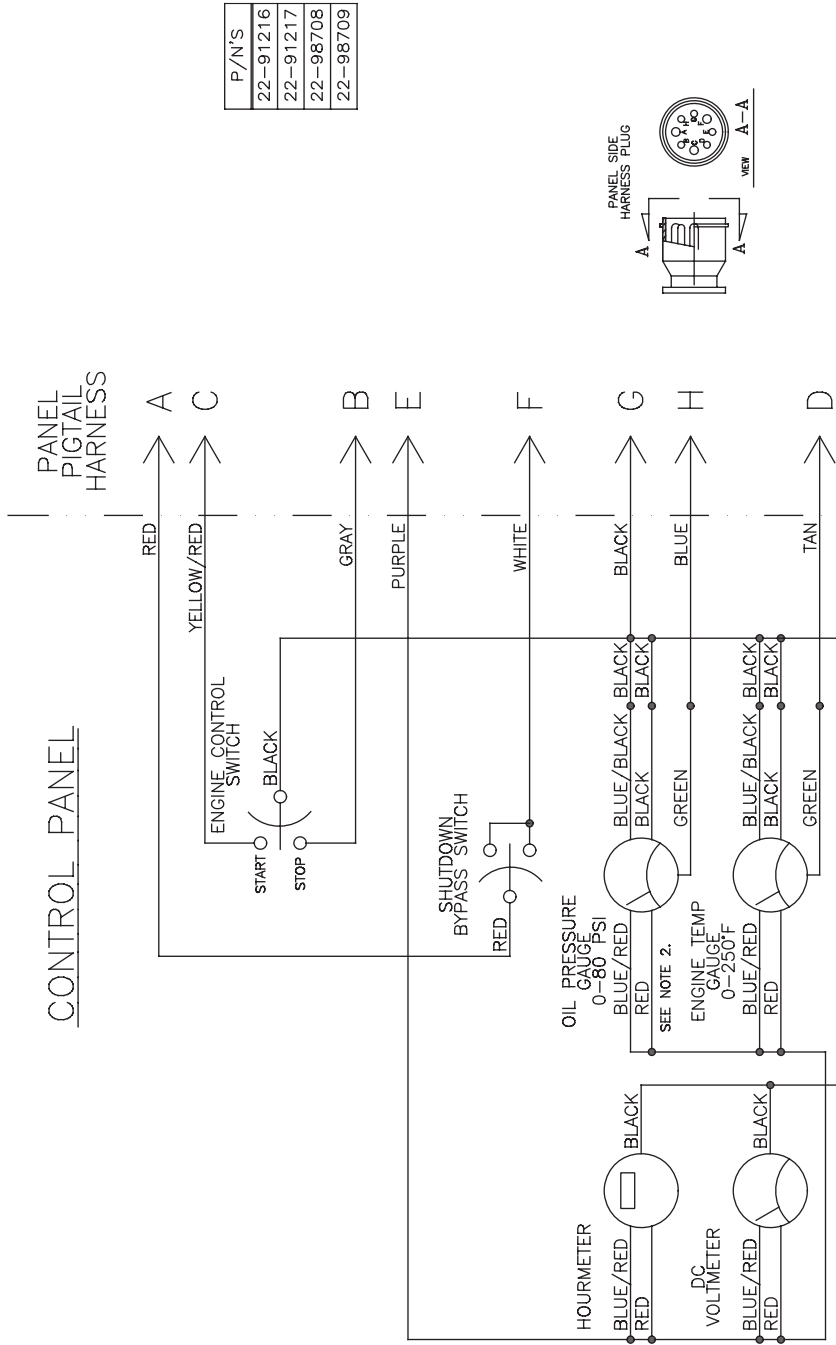 P/N'S
22-91216
22-91217
22-98708
22-98709
PANEL SIDE
HARNESS PLUG
A
A
VIEW A-A
A
B
C
D
E
F
G
H
PANEL
PIGTAIL
HARNESS
CONTROL PANEL
RED
A
YELLOW/RED
C
ENGINE CONTROL
SWITCH
START
STOP
BLACK
GRAY
B
PURPLE
E
SHUTDOWN
BYPASS SWITCH
RED
WHITE
F
OIL PRESSURE
GAUGE
0-80 PSI
BLUE/RED
RED
SEE NOTE 2.
BLUE/BLACK
BLACK
BLACK
BLACK
BLACK
G
GREEN
BLUE
H
ENGINE TEMP
GAUGE
0-250°F
BLUE/RED
RED
BLUE/BLACK
BLACK
BLACK
BLACK
GREEN
TAN
D
HOURMETER
BLUE/RED
RED
BLACK
DC
VOLTMETER
BLUE/RED
RED
BLACK